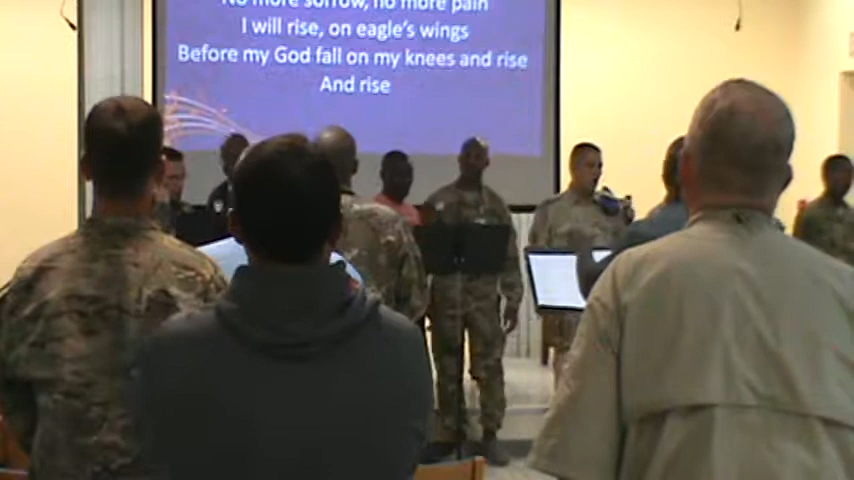 No more sorrow, no more pain
I will rise, on eagle's wings
Before my God fall on my knees and rise
And rise